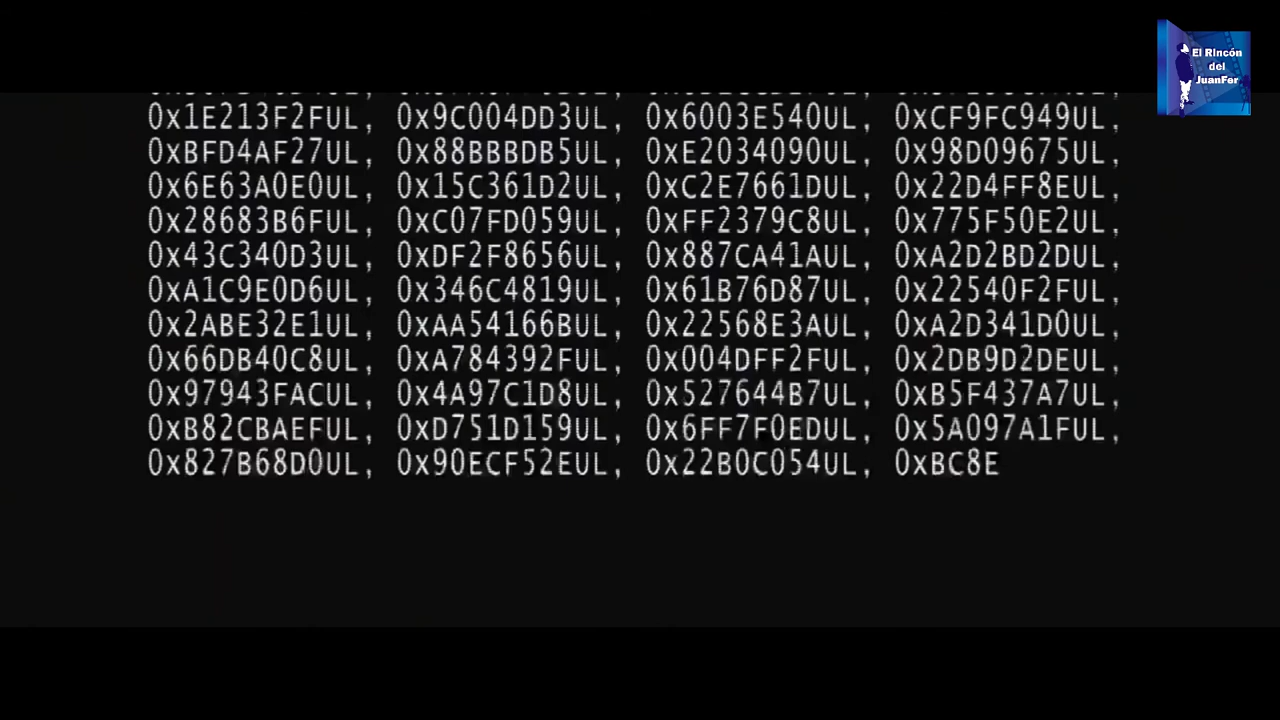 El Rincón
del
JuanFer
0x1E213F2FUL, 0x9C004DD3UL, 0x6003E540UL, 0xCF9FC949UL,
0xBFD4AF27UL, 0x88BBBDB5UL, 0xE2034090UL, 0x98D09675UL,
0x6E63A0E0UL, 0x15C361D2UL, 0xC2E7661DUL, 0x22D4FF8EUL,
0x28683B6FUL, 0xC07FD059UL, 0xFF2379C8UL, 0x775F50E2UL,
0x43C340D3UL, 0xDF2F8656UL, 0x887CA41AUL, 0xA2D2BD2DUL,
0xA1C9E0D6UL, 0x346C4819UL, 0x61B76D87UL, 0x22540F2FUL,
0x2ABE32E1UL, 0xAA54166BUL, 0x22568E3AUL, 0xA2D341D0UL,
0x66DB40C8UL, 0xA784392FUL, 0x004DFF2FUL, 0x2DB9D2DEUL,
0x97943FACUL, 0x4A97C1D8UL, 0x527644B7UL, 0xB5F437A7UL,
0xB82CBAEFUL, 0xD751D159UL, 0x6FF7F0EDUL, 0x5A097A1FUL,
0x827B68D0UL, 0x90ECF52EUL, 0x22B0C054UL, 0xBC8E